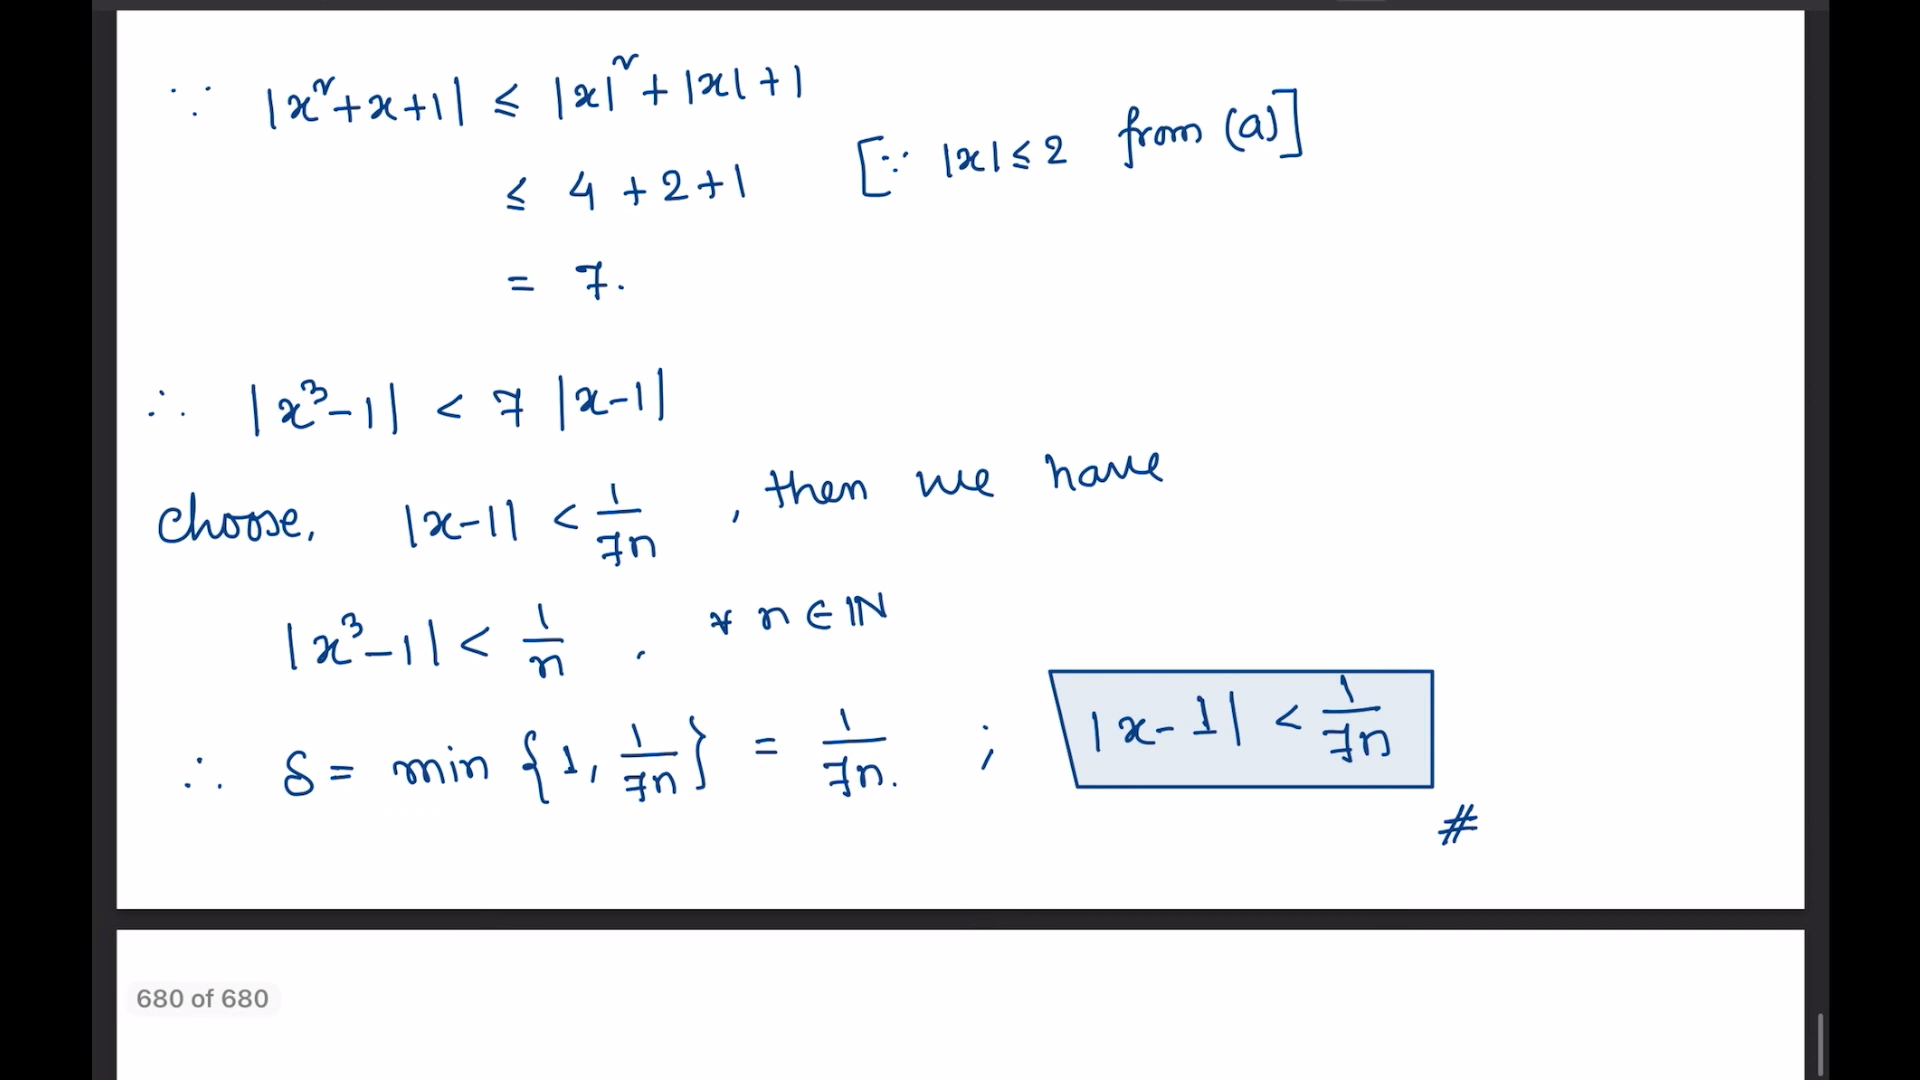 ∵ |x²+x+1| ≤ |x|²+|x|+1
≤ 4+2+1 [∵ |x|≤2 from (a)]
= 7.
∴ |x³-1| < 7 |x-1|
choose, |x-1| < 1/7n , then we have
|x³-1| < 1/n . ∀ n ∈ ℕ
∴ δ = min {1, 1/7n} = 1/7n. ; |x-1| < 1/7n
#
680 of 680